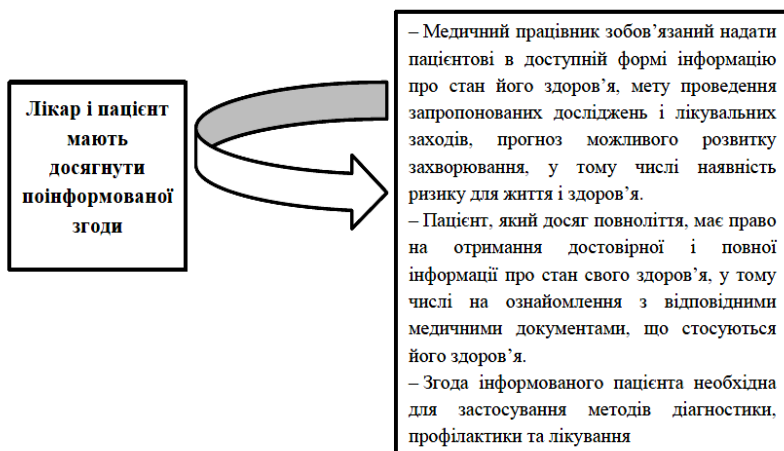 Лікар і пацієнт
мають
досягнути
поінформованої
згоди
– Медичний працівник зобов’язаний надати
пацієнтові в доступній формі інформацію
про стан його здоров’я, мету проведення
запропонованих досліджень і лікувальних
заходів, прогноз можливого розвитку
захворювання, у тому числі наявність
ризику для життя і здоров’я.
– Пацієнт, який досяг повноліття, має право
на отримання достовірної і повної
інформації про стан свого здоров’я, у тому
числі на ознайомлення з відповідними
медичними документами, що стосуються
його здоров’я.
– Згода інформованого пацієнта необхідна
для застосування методів діагностики,
профілактики та лікування